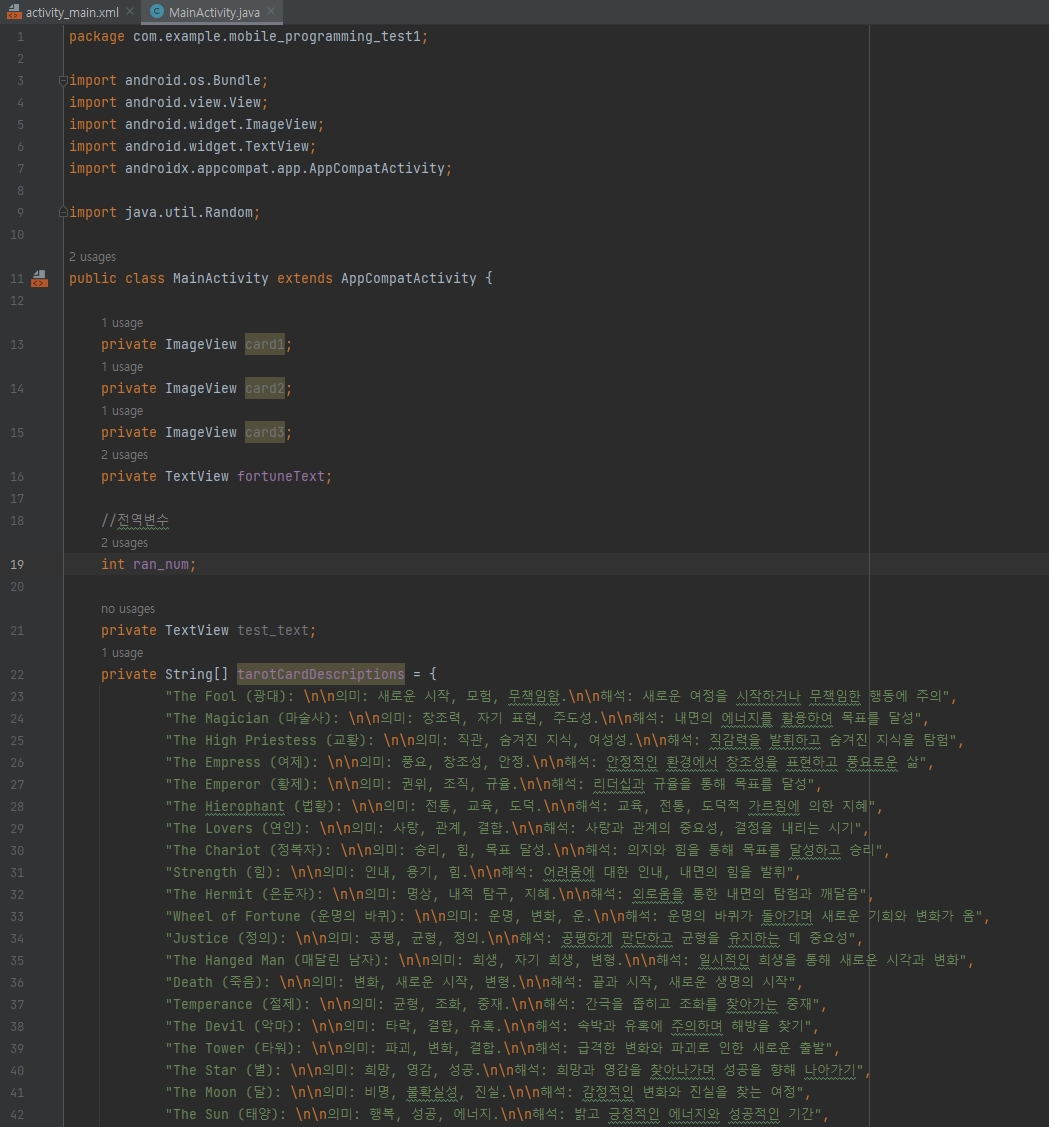 activity_main.xml MainActivity.java
1 package com.example.mobile_programming_test1;
2
3 import android.os.Bundle;
4 import android.view.View;
5 import android.widget.ImageView;
6 import android.widget.TextView;
7 import androidx.appcompat.app.AppCompatActivity;
8
9 import java.util.Random;
10
2 usages
11 public class MainActivity extends AppCompatActivity {
12
1 usage
13 private ImageView card1;
1 usage
14 private ImageView card2;
1 usage
15 private ImageView card3;
2 usages
16 private TextView fortuneText;
17
18 //전역변수
2 usages
19 int ran_num;
20
no usages
21 private TextView test_text;
1 usage
22 private String[] tarotCardDescriptions = {
23 "The Fool (광대): \n\n의미: 새로운 시작, 모험, 무책임함.\n\n해석: 새로운 여정을 시작하거나 무책임한 행동에 주의",
24 "The Magician (마술사): \n\n의미: 창조력, 자기 표현, 주도성.\n\n해석: 내면의 에너지를 활용하여 목표를 달성",
25 "The High Priestess (교황): \n\n의미: 직관, 숨겨진 지식, 여성성.\n\n해석: 직감력을 발휘하고 숨겨진 지식을 탐험",
26 "The Empress (여제): \n\n의미: 풍요, 창조성, 안정.\n\n해석: 안정적인 환경에서 창조성을 표현하고 풍요로운 삶",
27 "The Emperor (황제): \n\n의미: 권위, 조직, 규율.\n\n해석: 리더십과 규율을 통해 목표를 달성",
28 "The Hierophant (법황): \n\n의미: 전통, 교육, 도덕.\n\n해석: 교육, 전통, 도덕적 가르침에 의한 지혜",
29 "The Lovers (연인): \n\n의미: 사랑, 관계, 결합.\n\n해석: 사랑과 관계의 중요성, 결정을 내리는 시기",
30 "The Chariot (정복자): \n\n의미: 승리, 힘, 목표 달성.\n\n해석: 의지와 힘을 통해 목표를 달성하고 승리",
31 "Strength (힘): \n\n의미: 인내, 용기, 힘.\n\n해석: 어려움에 대한 인내, 내면의 힘을 발휘",
32 "The Hermit (은둔자): \n\n의미: 명상, 내적 탐구, 지혜.\n\n해석: 외로움을 통한 내면의 탐험과 깨달음",
33 "Wheel of Fortune (운명의 바퀴): \n\n의미: 운명, 변화, 운.\n\n해석: 운명의 바퀴가 돌아가며 새로운 기회와 변화가 옴",
34 "Justice (정의): \n\n의미: 공평, 균형, 정의.\n\n해석: 공평하게 판단하고 균형을 유지하는 데 중요성",
35 "The Hanged Man (매달린 남자): \n\n의미: 희생, 자기 희생, 변형.\n\n해석: 일시적인 희생을 통해 새로운 시각과 변화",
36 "Death (죽음): \n\n의미: 변화, 새로운 시작, 변형.\n\n해석: 끝과 시작, 새로운 생명의 시작",
37 "Temperance (절제): \n\n의미: 균형, 조화, 중재.\n\n해석: 간극을 좁히고 조화를 찾아가는 중재",
38 "The Devil (악마): \n\n의미: 타락, 결합, 유혹.\n\n해석: 속박과 유혹에 주의하며 해방을 찾기",
39 "The Tower (타워): \n\n의미: 파괴, 변화, 결합.\n\n해석: 급격한 변화와 파괴로 인한 새로운 출발",
40 "The Star (별): \n\n의미: 희망, 영감, 성공.\n\n해석: 희망과 영감을 찾아나가며 성공을 향해 나아가기",
41 "The Moon (달): \n\n의미: 비명, 불확실성, 진실.\n\n해석: 감정적인 변화와 진실을 찾는 여정",
42 "The Sun (태양): \n\n의미: 행복, 성공, 에너지.\n\n해석: 밝고 긍정적인 에너지와 성공적인 기간",